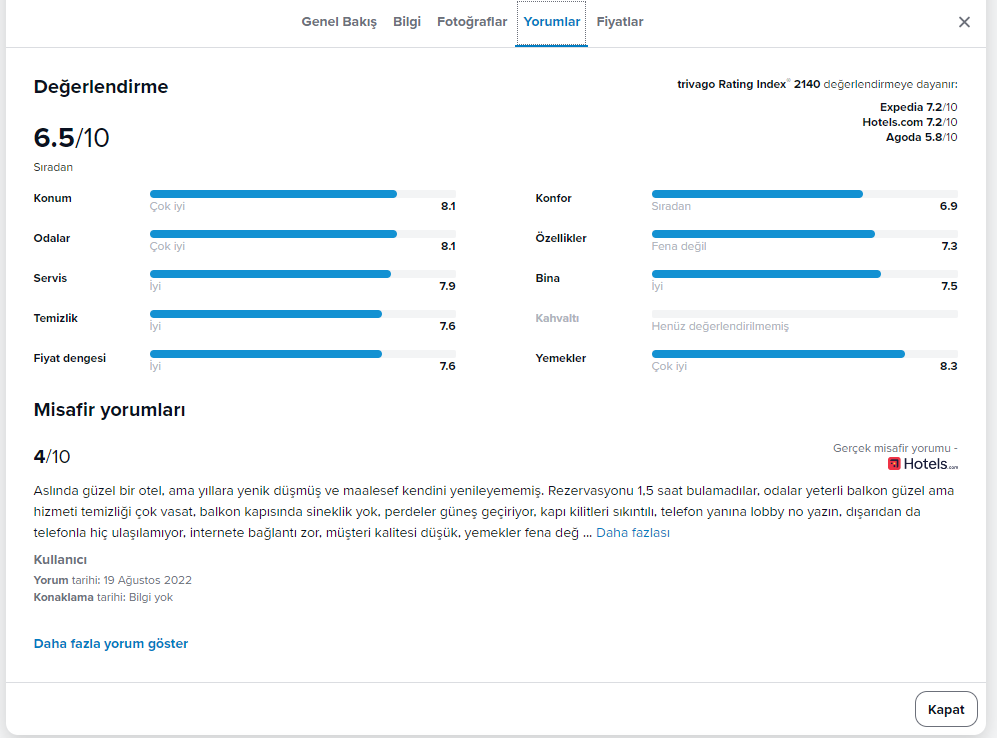 Genel Bakış Bilgi Fotoğraflar Yorumlar Fiyatlar
Değerlendirme
trivago Rating Index® 2140 değerlendirmeye dayanır:
Expedia 7.2/10
Hotels.com 7.2/10
Agoda 5.8/10
6.5/10
Sıradan
Konum
Çok iyi
8.1
Konfor
Sıradan
6.9
Odalar
Çok iyi
8.1
Özellikler
Fena değil
7.3
Servis
İyi
7.9
Bina
İyi
7.5
Temizlik
İyi
7.6
Kahvaltı
Henüz değerlendirilmemiş
Fiyat dengesi
İyi
7.6
Yemekler
Çok iyi
8.3
Misafir yorumları
4/10
Gerçek misafir yorumu -
Hotels.com
Aslında güzel bir otel, ama yıllara yenik düşmüş ve maalesef kendini yenileyememiş. Rezervasyonu 1,5 saat bulamadılar, odalar yeterli balkon güzel ama
hizmeti temizliği çok vasat, balkon kapısında sineklik yok, perdeler güneş geçiriyor, kapı kilitleri sıkıntılı, telefon yanına lobby no yazın, dışarıdan da
telefonla hiç ulaşılamıyor, internete bağlantı zor, müşteri kalitesi düşük, yemekler fena değ ... Daha fazlası
Kullanıcı
Yorum tarihi: 19 Ağustos 2022
Konaklama tarihi: Bilgi yok
Daha fazla yorum göster
Kapat